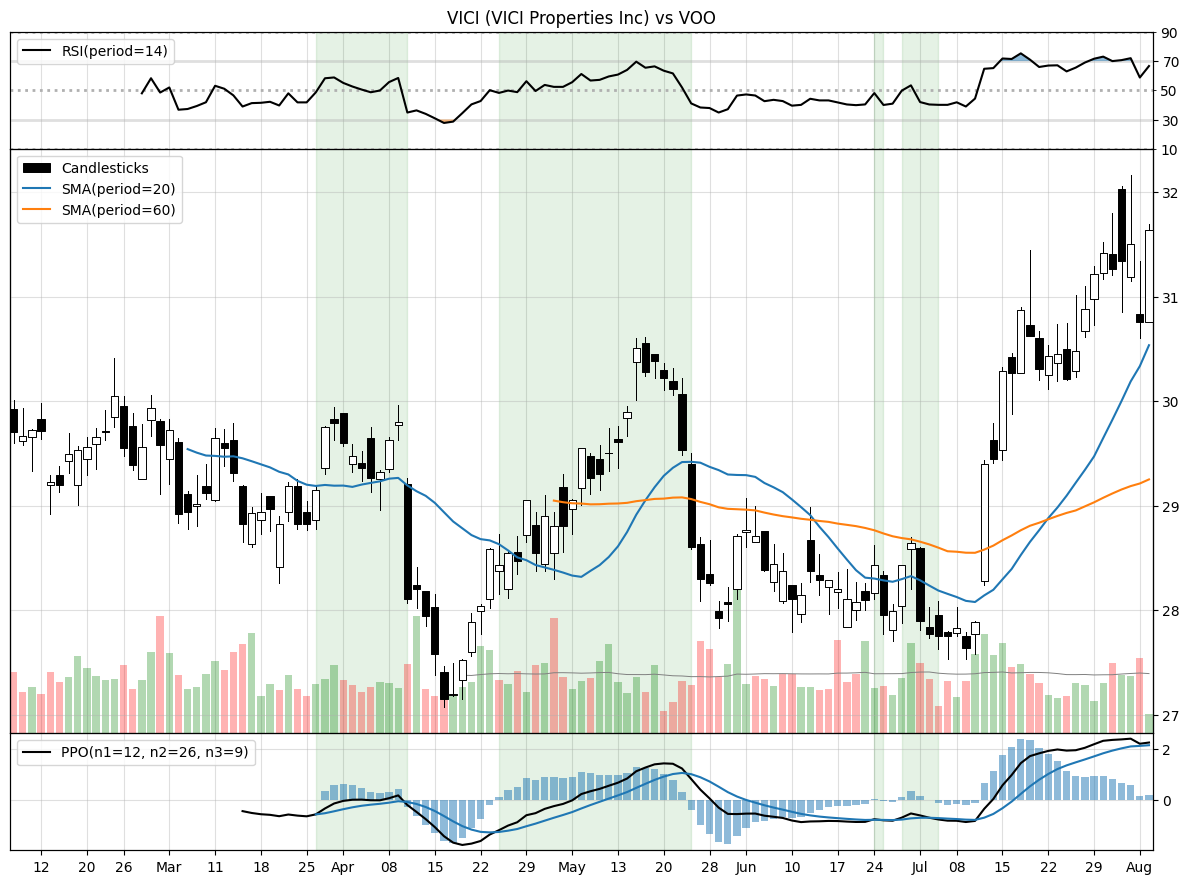 VICI (VICI Properties Inc) vs VOO
RSI(period=14)
90
70
50
30
10
Candlesticks
SMA(period=20)
SMA(period=60)
32
31
30
29
28
27
PPO(n1=12, n2=26, n3=9)
2
0
12 20 26 Mar 11 18 25 Apr 08 15 22 29 May 13 20 28 Jun 10 17 24 Jul 08 15 22 29 Aug